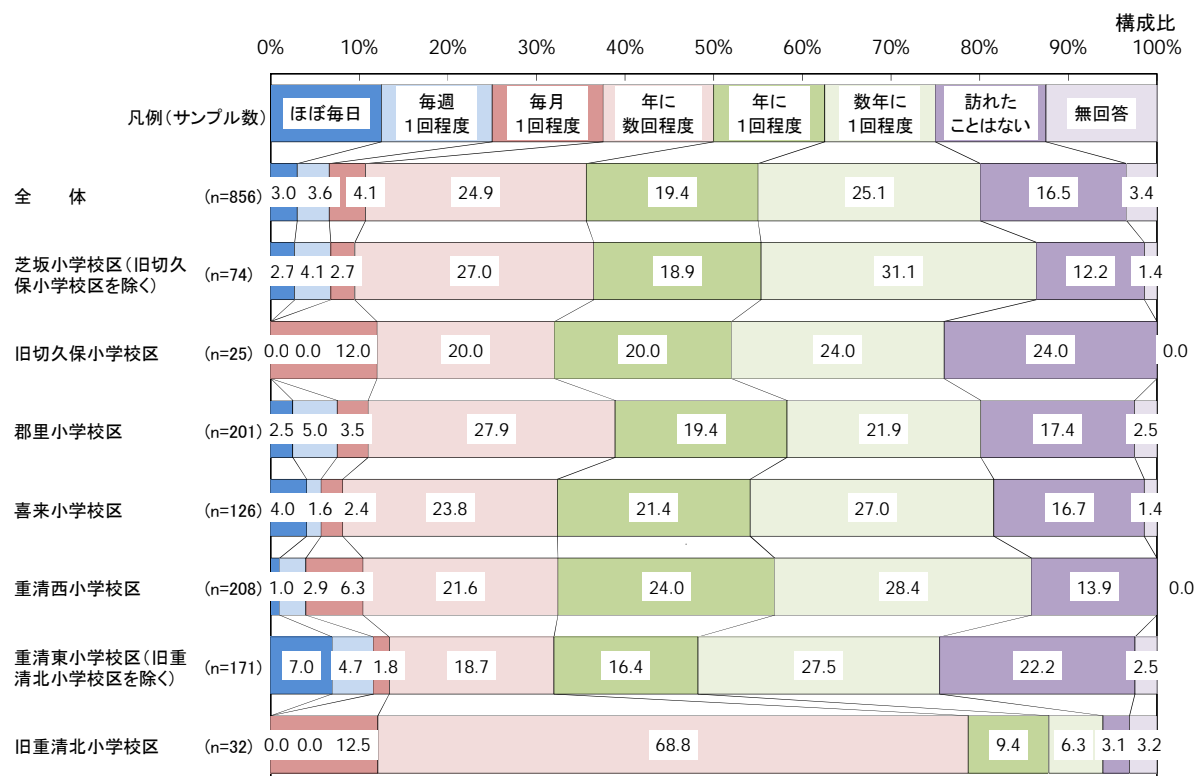 構成比
0% 10% 20% 30% 40% 50% 60% 70% 80% 90% 100%
凡例(サンプル数) ほぼ毎日 毎週 毎月 年に 年に 数年に 訪れた 無回答
1回程度 1回程度 数回程度 1回程度 1回程度 ことはない
全 体 (n=856) 3.0 3.6 4.1 24.9 19.4 25.1 16.5 3.4
芝坂小学校区(旧切久
保小学校区を除く) (n=74) 2.7 4.1 2.7 27.0 18.9 31.1 12.2 1.4
旧切久保小学校区 (n=25) 0.0 0.0 12.0 20.0 20.0 24.0 24.0 0.0
郡里小学校区 (n=201) 2.5 5.0 3.5 27.9 19.4 21.9 17.4 2.5
喜来小学校区 (n=126) 4.0 1.6 2.4 23.8 21.4 27.0 16.7 1.4
重清西小学校区 (n=208) 1.0 2.9 6.3 21.6 24.0 28.4 13.9 0.0
重清東小学校区(旧重
清北小学校区を除く) (n=171) 7.0 4.7 1.8 18.7 16.4 27.5 22.2 2.5
旧重清北小学校区 (n=32) 0.0 0.0 12.5 68.8 9.4 6.3 3.1 3.2